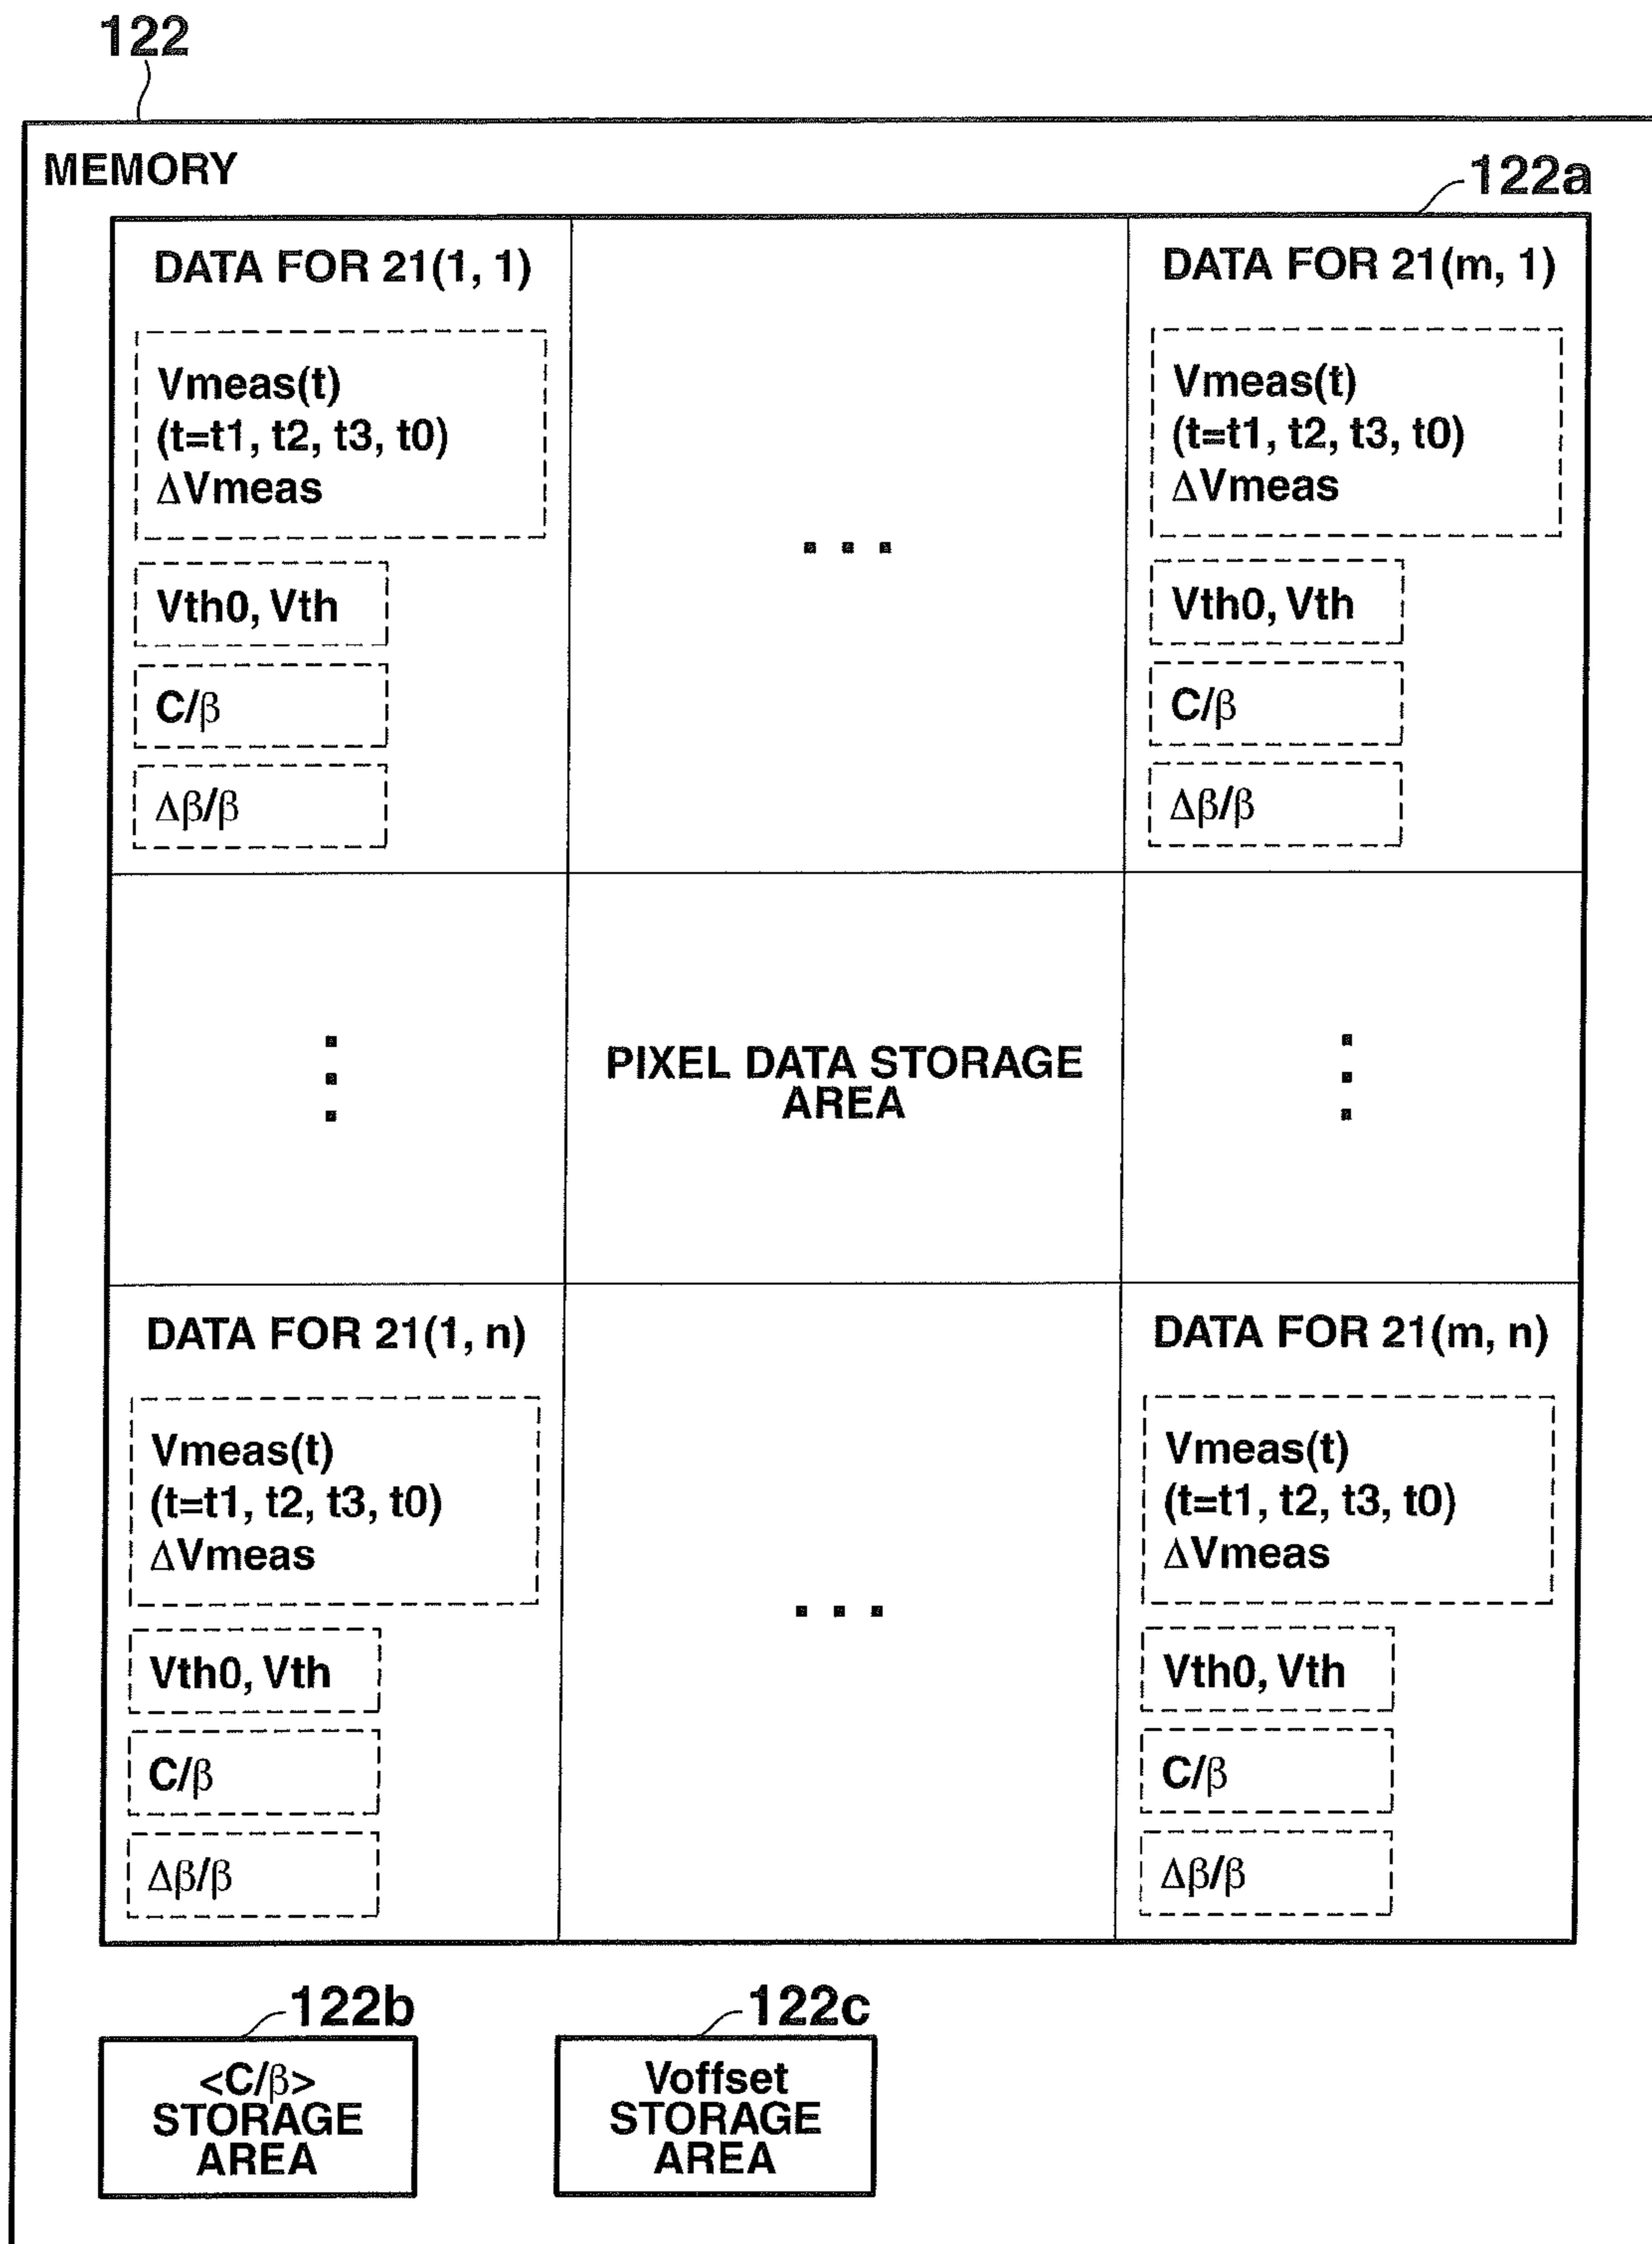 122
MEMORY
122a
DATA FOR 21(1, 1)
Vmeas(t)
(t=t1, t2, t3, t0)
ΔVmeas
Vth0, Vth
C/β
Δβ/β
. . .
DATA FOR 21(m, 1)
Vmeas(t)
(t=t1, t2, t3, t0)
ΔVmeas
Vth0, Vth
C/β
Δβ/β
PIXEL DATA STORAGE
AREA
DATA FOR 21(1, n)
Vmeas(t)
(t=t1, t2, t3, t0)
ΔVmeas
Vth0, Vth
C/β
Δβ/β
. . .
DATA FOR 21(m, n)
Vmeas(t)
(t=t1, t2, t3, t0)
ΔVmeas
Vth0, Vth
C/β
Δβ/β
122b
<C/β>
STORAGE
AREA
122c
Voffset
STORAGE
AREA